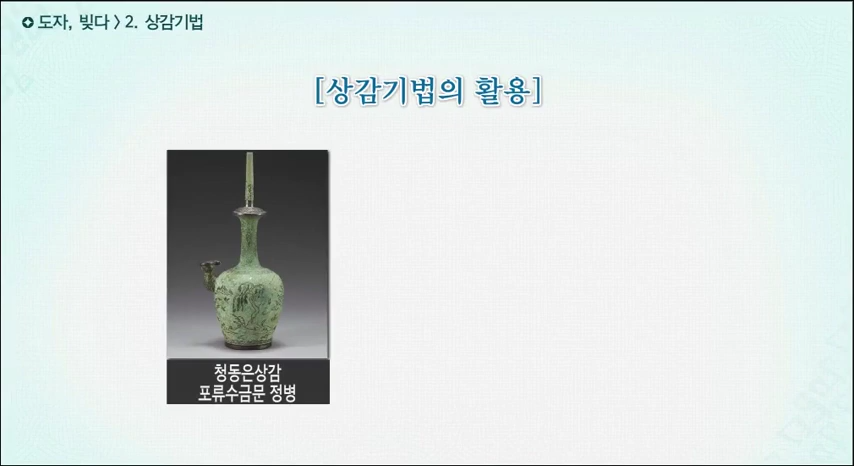 도자, 빚다 > 2. 상감기법
[상감기법의 활용]
청동은상감
포류수금문 정병